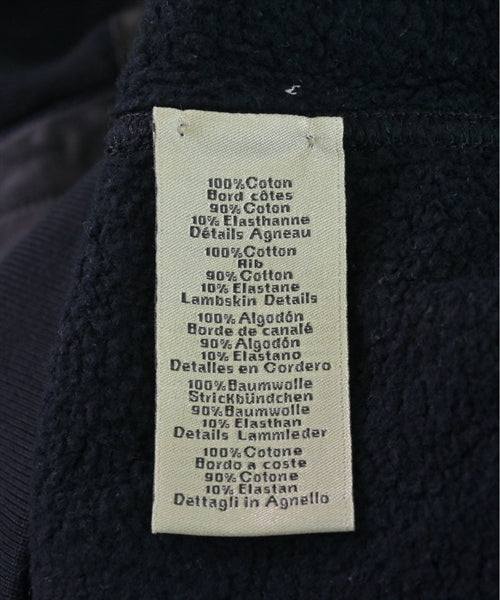 100% Coton
Bord côtes
90% Coton
10% Elasthanne
Détails Agneau
100% Cotton
Rib
90% Cotton
10% Elastane
Lambskin Details
100% Algodón
Borde de canalé
90% Algodón
10% Elastano
Detalles en Cordero
100% Baumwolle
Strickbündchen
90% Baumwolle
10% Elasthan
Details Lammleder
100% Cotone
Bordo a coste
90% Cotone
10% Elastan
Dettagli in Agnello